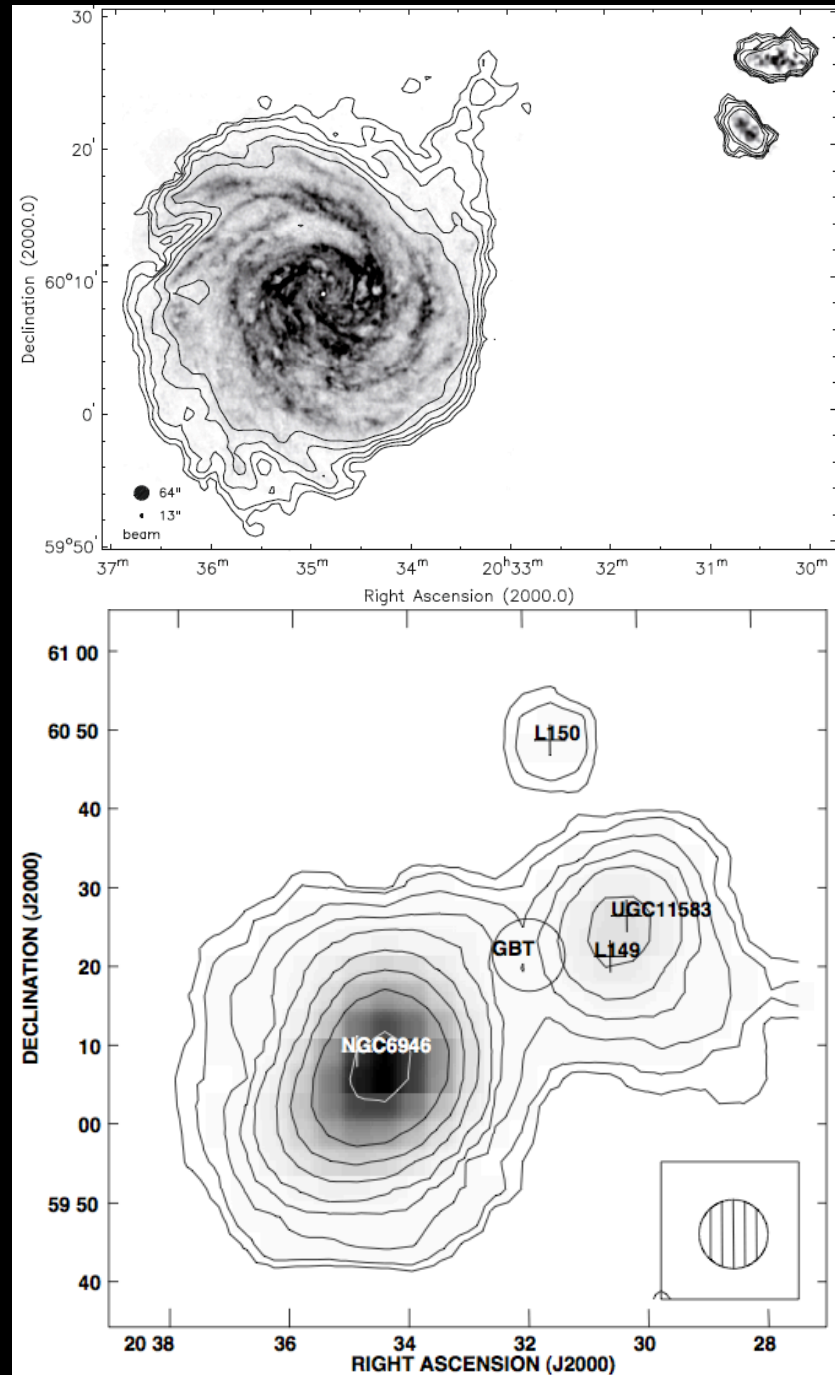 30'
20'
60°10'
0'
59°50'
Declination (2000.0)
64"
13"
beam
37ᵐ 36ᵐ 35ᵐ 34ᵐ 20ʰ33ᵐ 32ᵐ 31ᵐ 30ᵐ
Right Ascension (2000.0)
61 00
60 50
40
30
20
10
00
59 50
40
DECLINATION (J2000)
L150
UGC11583
GBT
L149
NGC6946
20 38 36 34 32 30 28
RIGHT ASCENSION (J2000)